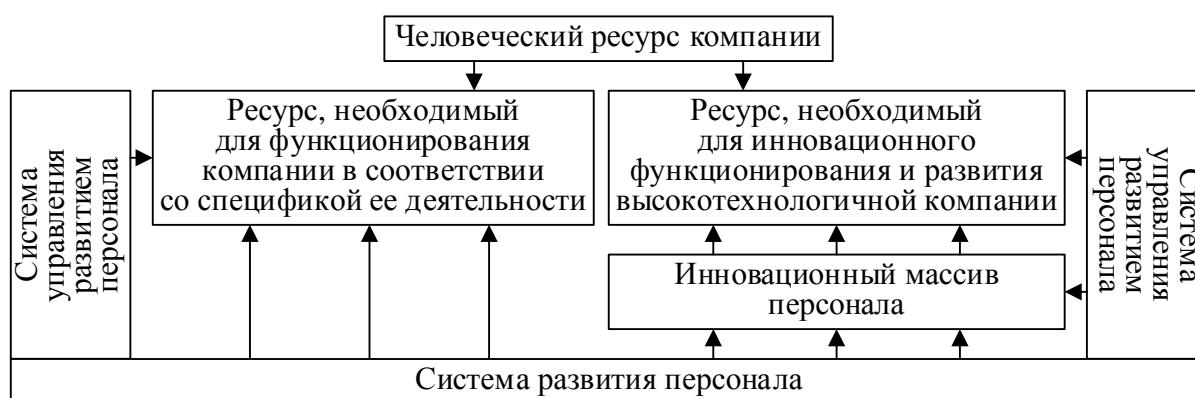 Человеческий ресурс компании
Система
управления
развитием
персонала
Ресурс, необходимый
для функционирования
компании в соответствии
со спецификой ее деятельности
Ресурс, необходимый
для инновационного
функционирования и развития
высокотехнологичной компании
Инновационный массив
персонала
Система
управления
развитием
персонала
Система развития персонала